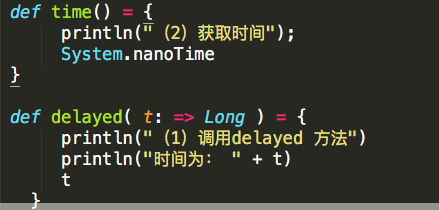 def time() = {
println("（2）获取时间");
System.nanoTime
}
def delayed( t: => Long ) = {
println("（1）调用delayed 方法")
println("时间为： " + t)
t
}